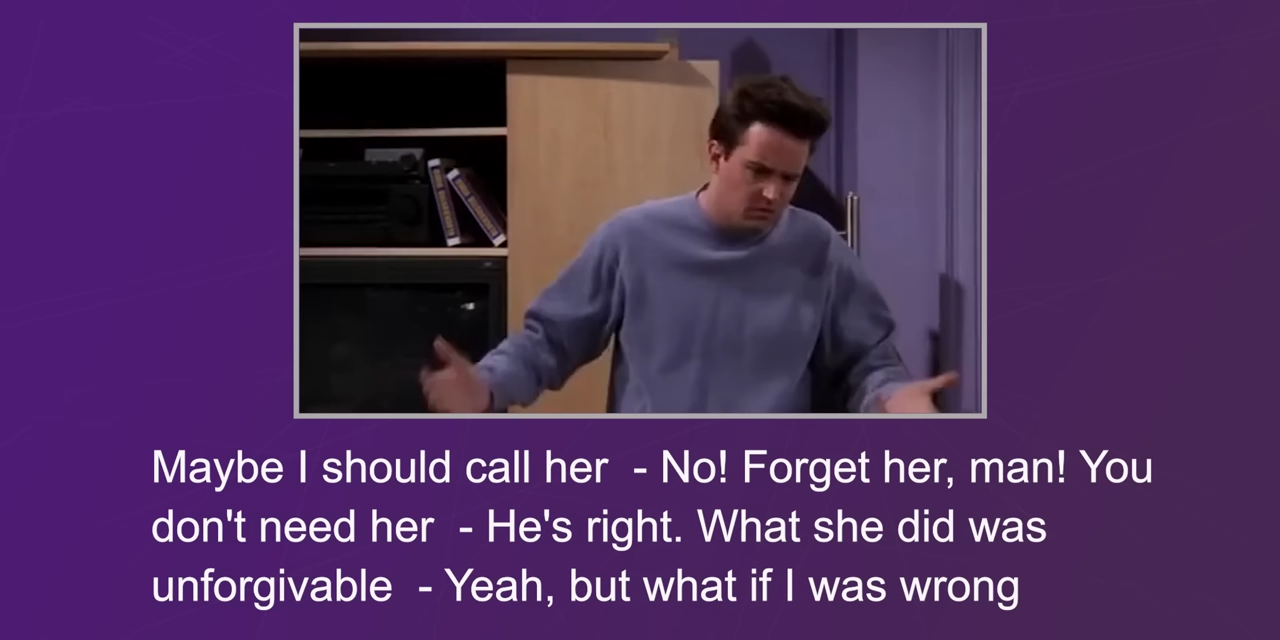 Maybe I should call her  - No! Forget her, man! You
don't need her  - He's right. What she did was
unforgivable  - Yeah, but what if I was wrong